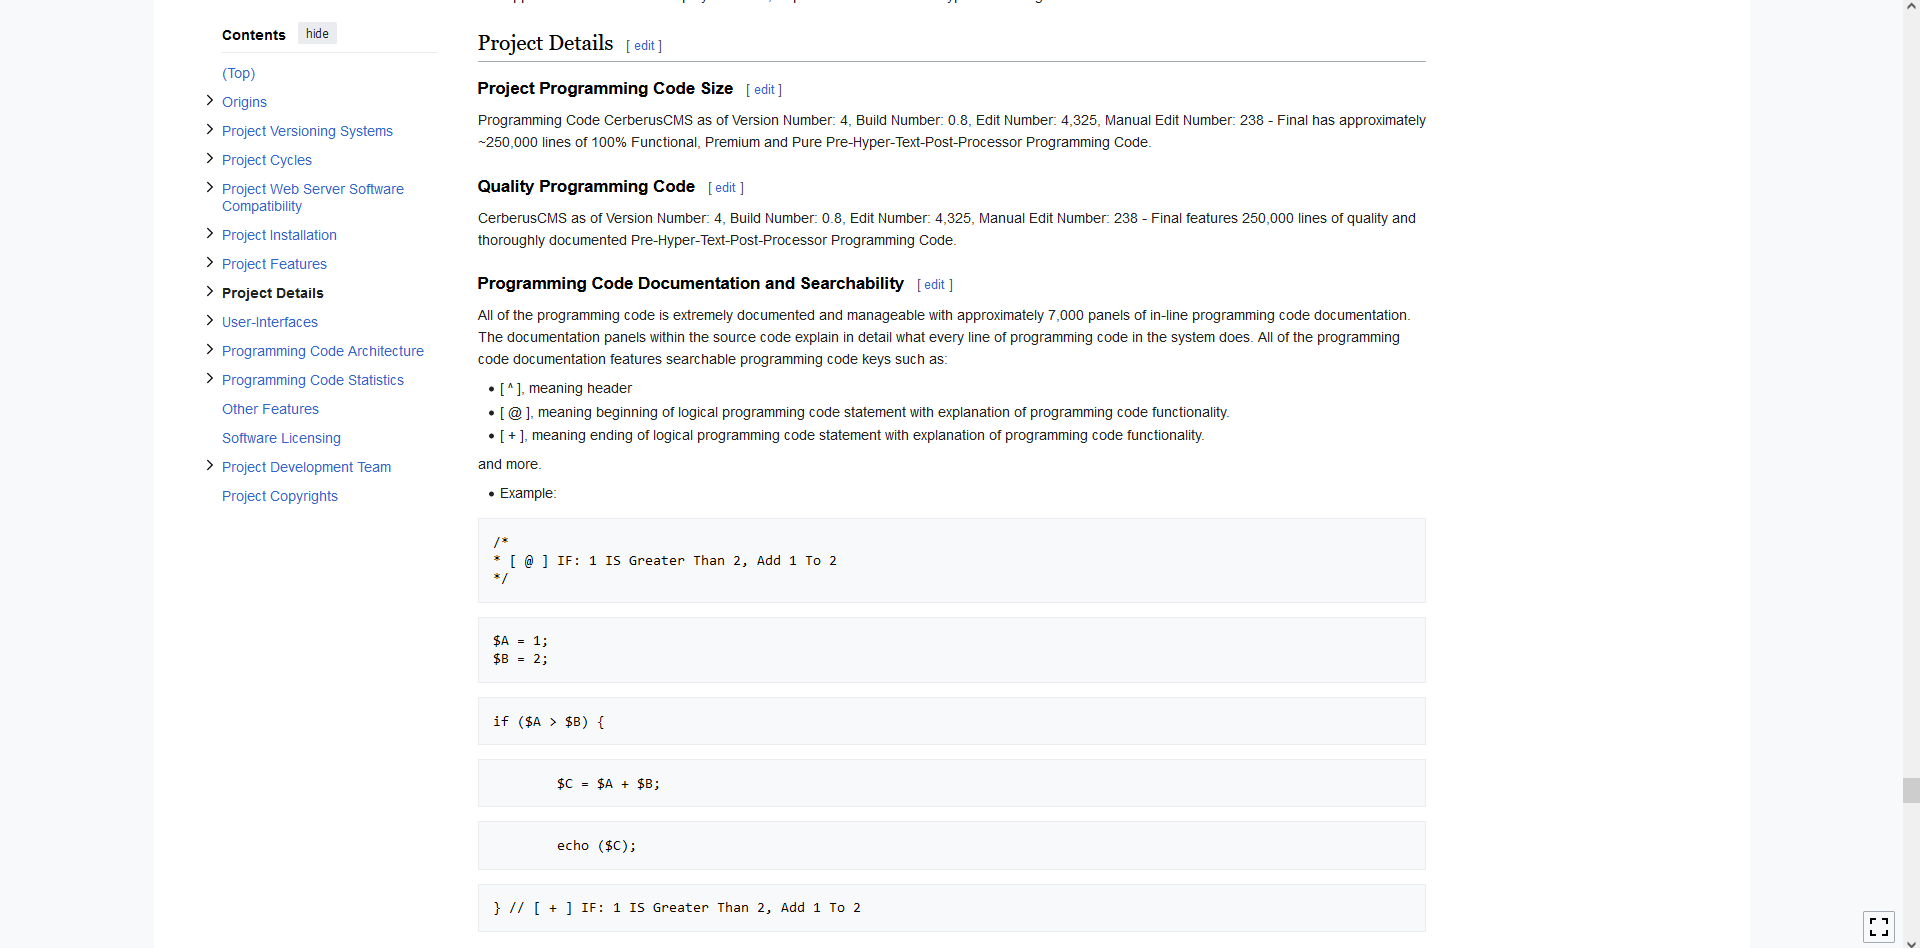 Contents hide
(Top)
Origins
Project Versioning Systems
Project Cycles
Project Web Server Software
Compatibility
Project Installation
Project Features
Project Details
User-Interfaces
Programming Code Architecture
Programming Code Statistics
Other Features
Software Licensing
Project Development Team
Project Copyrights
Project Details [ edit ]
Project Programming Code Size [ edit ]
Programming Code CerberusCMS as of Version Number: 4, Build Number: 0.8, Edit Number: 4,325, Manual Edit Number: 238 - Final has approximately
~250,000 lines of 100% Functional, Premium and Pure Pre-Hyper-Text-Post-Processor Programming Code.
Quality Programming Code [ edit ]
CerberusCMS as of Version Number: 4, Build Number: 0.8, Edit Number: 4,325, Manual Edit Number: 238 - Final features 250,000 lines of quality and
thoroughly documented Pre-Hyper-Text-Post-Processor Programming Code.
Programming Code Documentation and Searchability [ edit ]
All of the programming code is extremely documented and manageable with approximately 7,000 panels of in-line programming code documentation.
The documentation panels within the source code explain in detail what every line of programming code in the system does. All of the programming
code documentation features searchable programming code keys such as:
• [ ^ ], meaning header
• [ @ ], meaning beginning of logical programming code statement with explanation of programming code functionality.
• [ + ], meaning ending of logical programming code statement with explanation of programming code functionality.
and more.
• Example:
/*
* [ @ ] IF: 1 IS Greater Than 2, Add 1 To 2
*/
$A = 1;
$B = 2;
if ($A > $B) {
$C = $A + $B;
echo ($C);
} // [ + ] IF: 1 IS Greater Than 2, Add 1 To 2